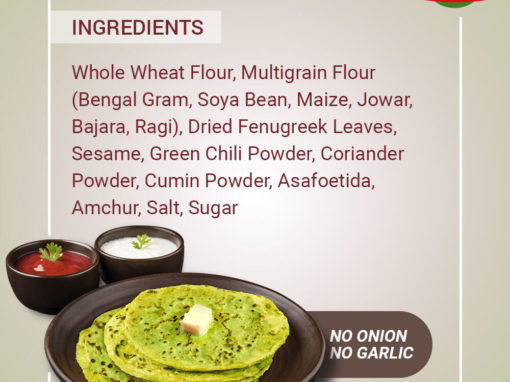 INGREDIENTS
Whole Wheat Flour, Multigrain Flour
(Bengal Gram, Soya Bean, Maize, Jowar,
Bajara, Ragi), Dried Fenugreek Leaves,
Sesame, Green Chili Powder, Coriander
Powder, Cumin Powder, Asafoetida,
Amchur, Salt, Sugar
NO ONION
NO GARLIC